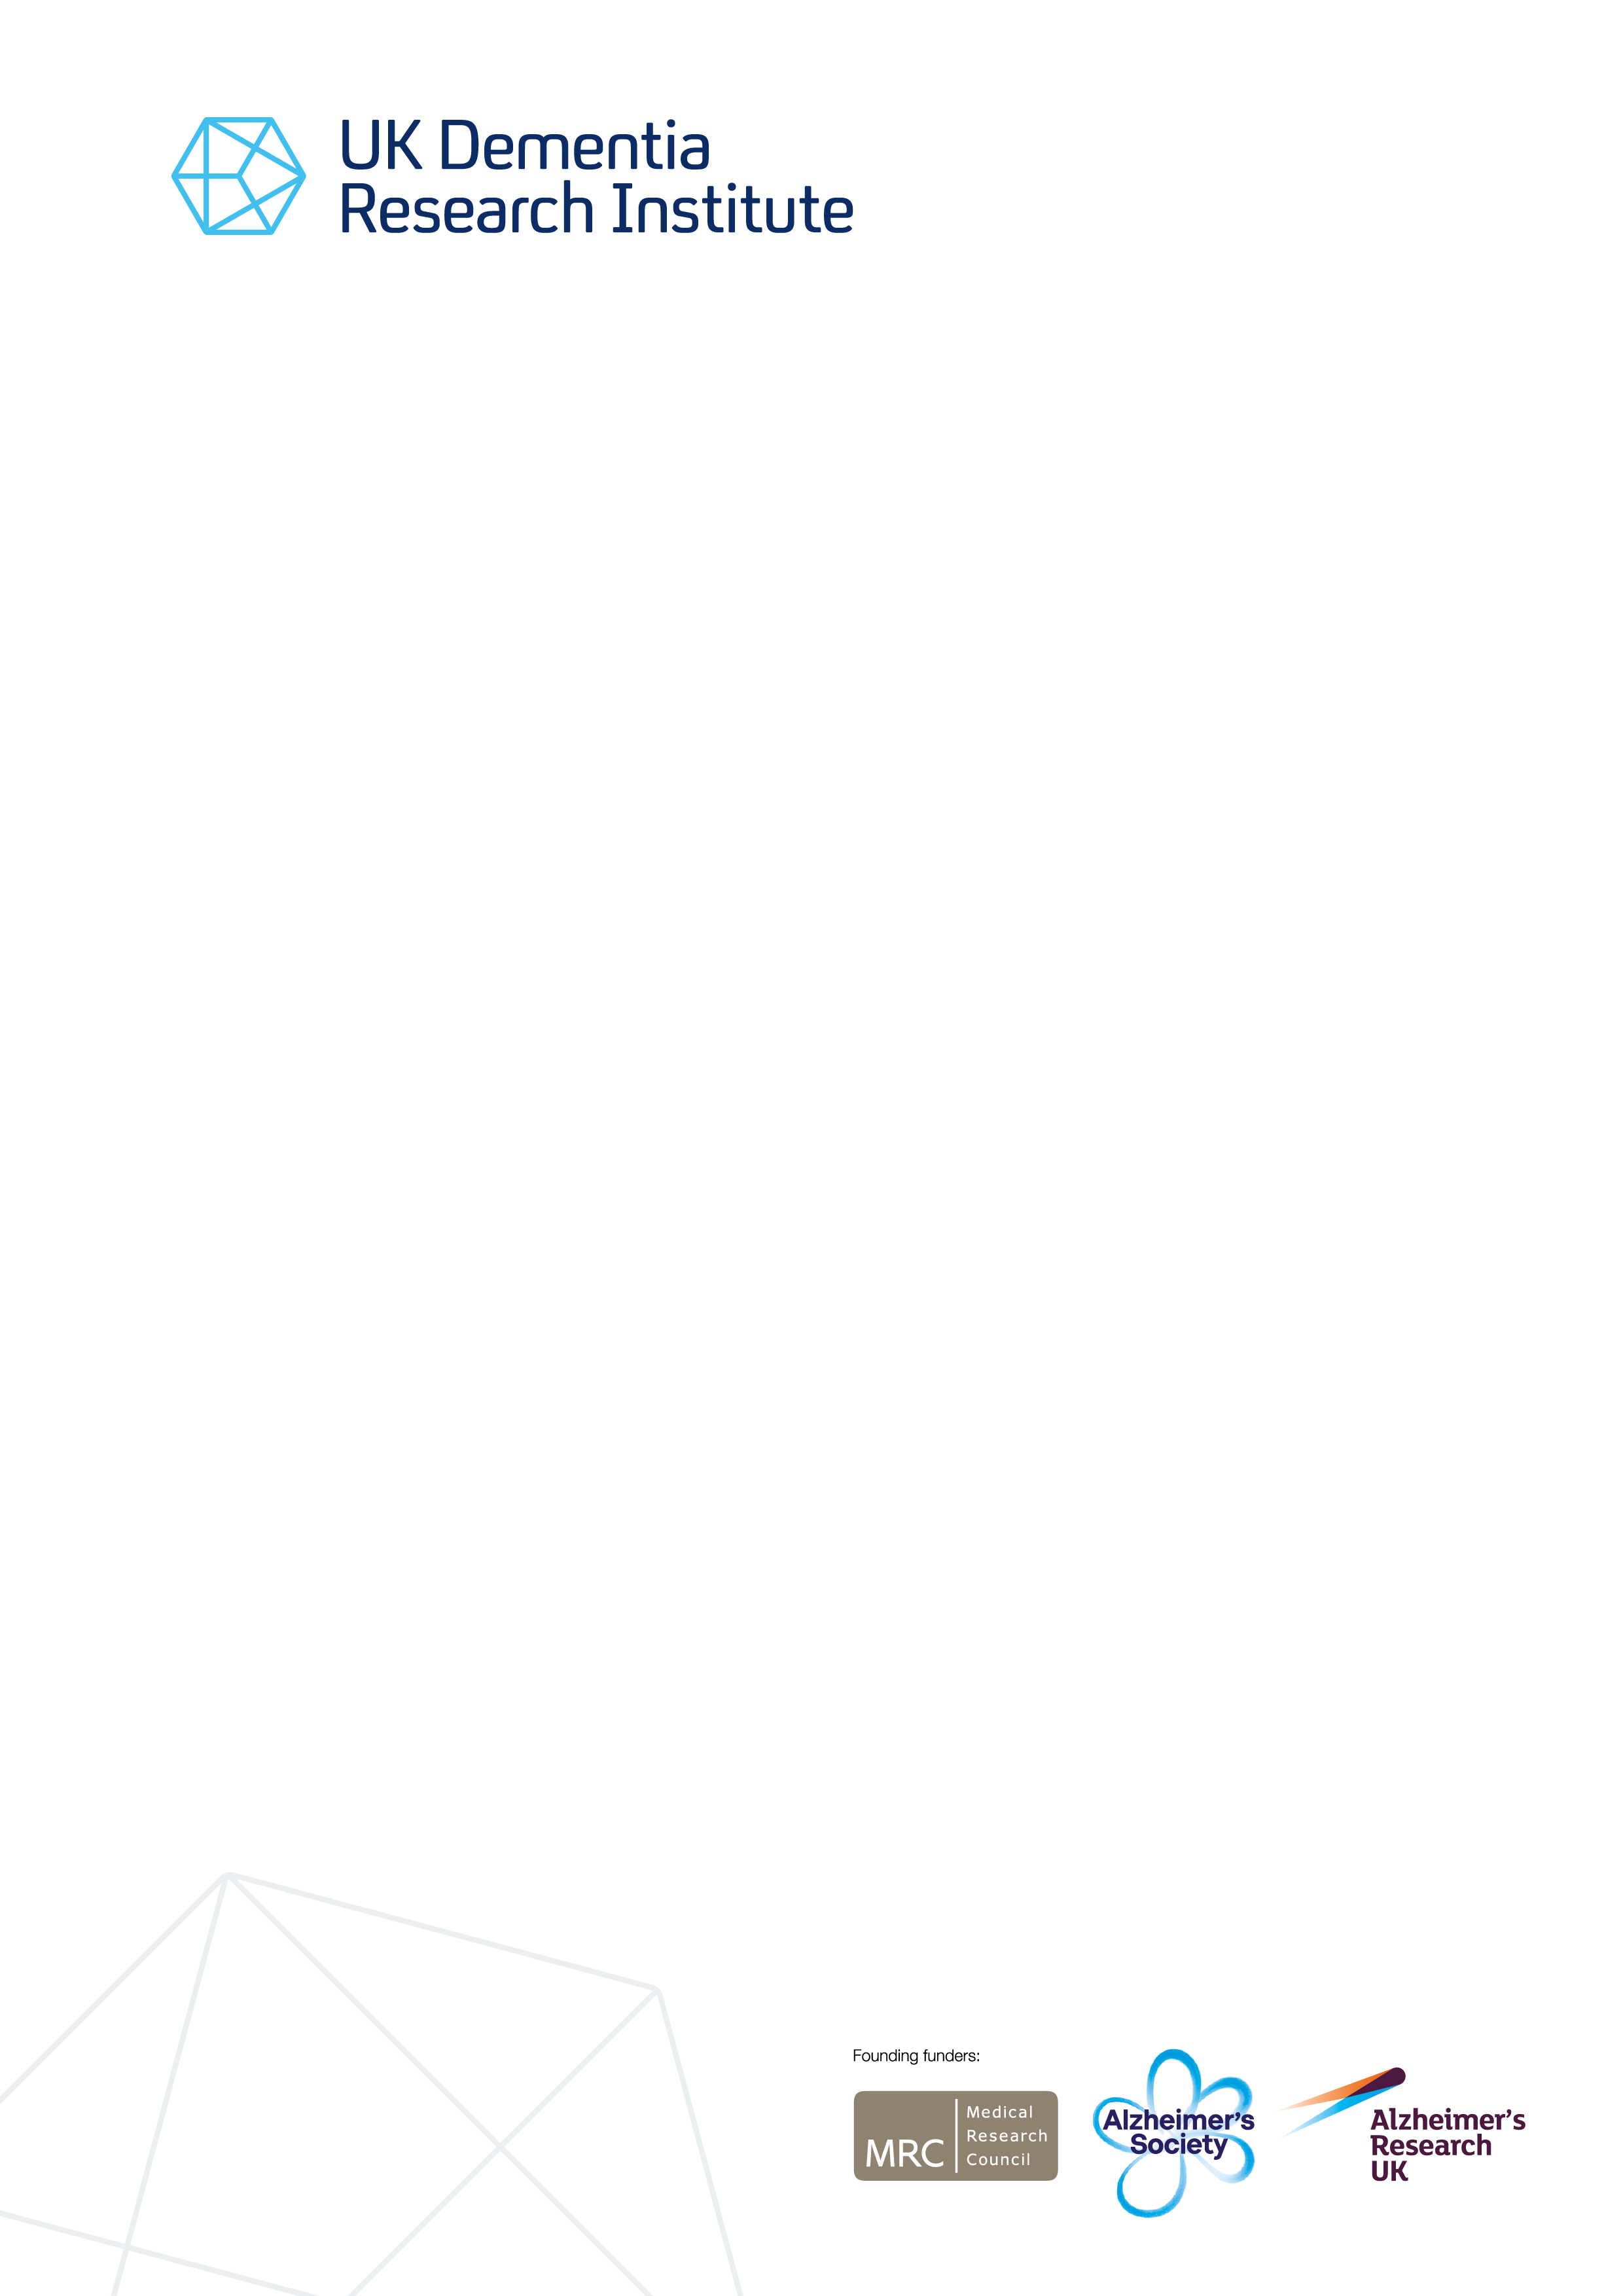 UK Dementia
Research Institute
Founding funders:
MRC
Medical
Research
Council
Alzheimer's
Society
Alzheimer's
Research
UK